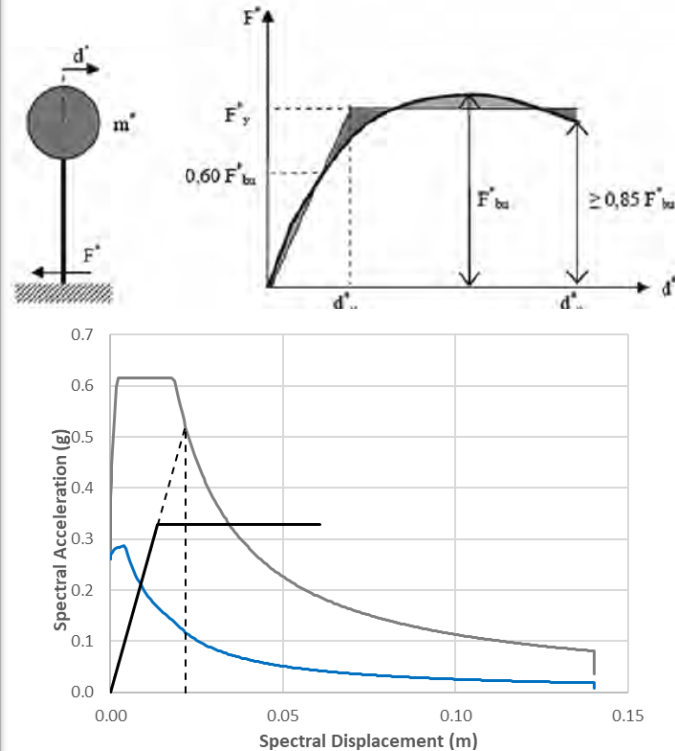 F*
d*
m*
F*
F*y
0,60 F*bu
F*bu
≥ 0,85 F*bu
d*
0.7
0.6
0.5
0.4
0.3
0.2
0.1
0.0
Spectral Acceleration (g)
0.00
0.05
0.10
0.15
Spectral Displacement (m)